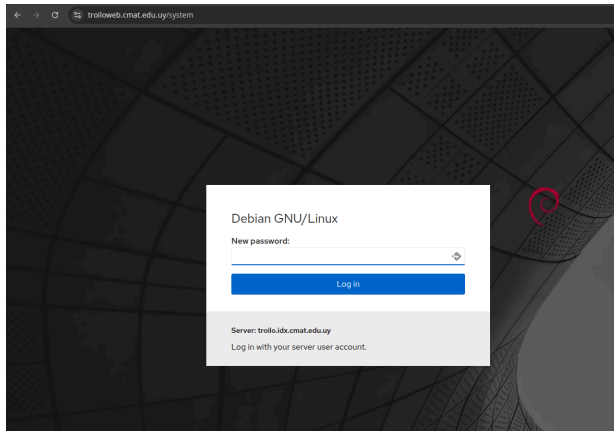 troiloweb.cmat.edu.uy/system
Debian GNU/Linux
New password:
Log in
Server: troilo.idx.cmat.edu.uy
Log in with your server user account.